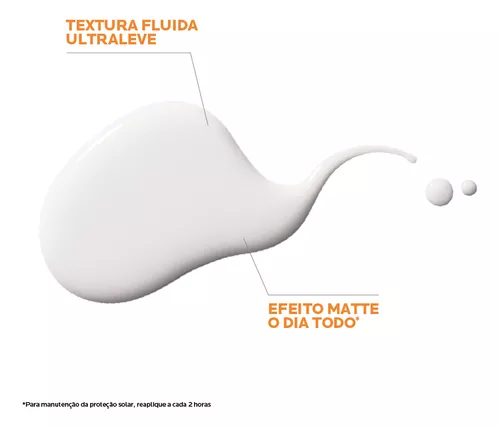 TEXTURA FLUIDA
ULTRALEVE
EFEITO MATTE
O DIA TODO*
*Para manutenção da proteção solar, reaplique a cada 2 horas